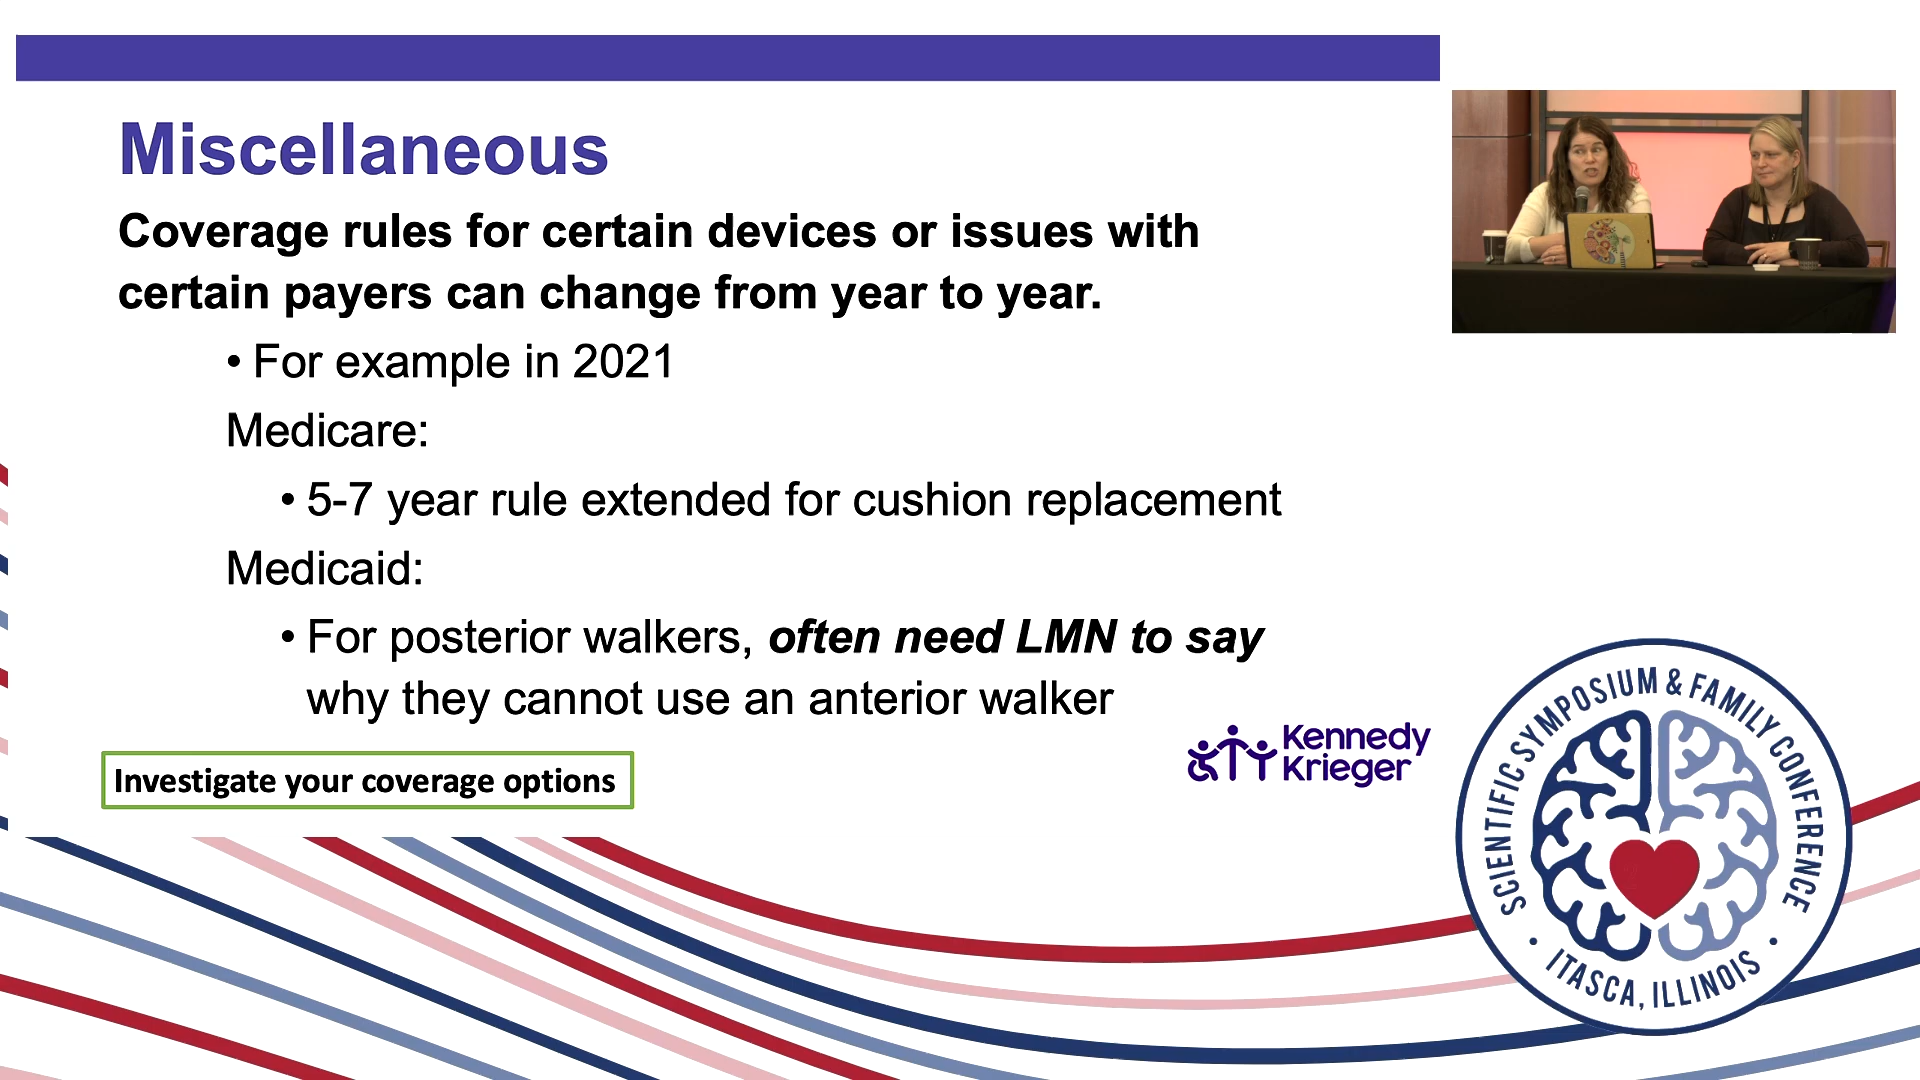 Miscellaneous
Coverage rules for certain devices or issues with
certain payers can change from year to year.
• For example in 2021
Medicare:
• 5-7 year rule extended for cushion replacement
Medicaid:
• For posterior walkers, often need LMN to say
why they cannot use an anterior walker
Investigate your coverage options
Kennedy
Krieger
SCIENTIFIC SYMPOSIUM & FAMILY CONFERENCE
• ITASCA, ILLINOIS •